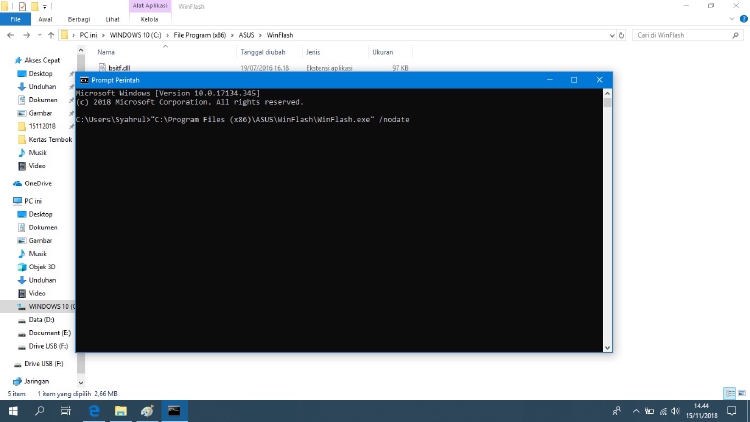 Alat Aplikasi WinFlash
File Awal Berbagi Lihat Kelola
PC ini > WINDOWS 10 (C:) > File Program (x86) > ASUS > WinFlash
Cari di WinFlash
Nama Tanggal diubah Jenis Ukuran
bsitf.dll 19/07/2016 16.18 Ekstensi aplikasi 97 KB
Akses Cepat
Desktop
Unduhan
Dokumen
Gambar
15112018
Kertas Tembok
Musik
Video
OneDrive
PC ini
Desktop
Dokumen
Gambar
Musik
Objek 3D
Unduhan
Video
WINDOWS 10 (C
Data (D:)
Document (E:)
Drive USB (F:)
Drive USB (F:)
Jaringan
Prompt Perintah
Microsoft Windows [Version 10.0.17134.345]
(c) 2018 Microsoft Corporation. All rights reserved.
C:\Users\Syahrul>"C:\Program Files (x86)\ASUS\WinFlash\WinFlash.exe" /nodate
5 item 1 item yang dipilih 2,66 MB
14.44
15/11/2018